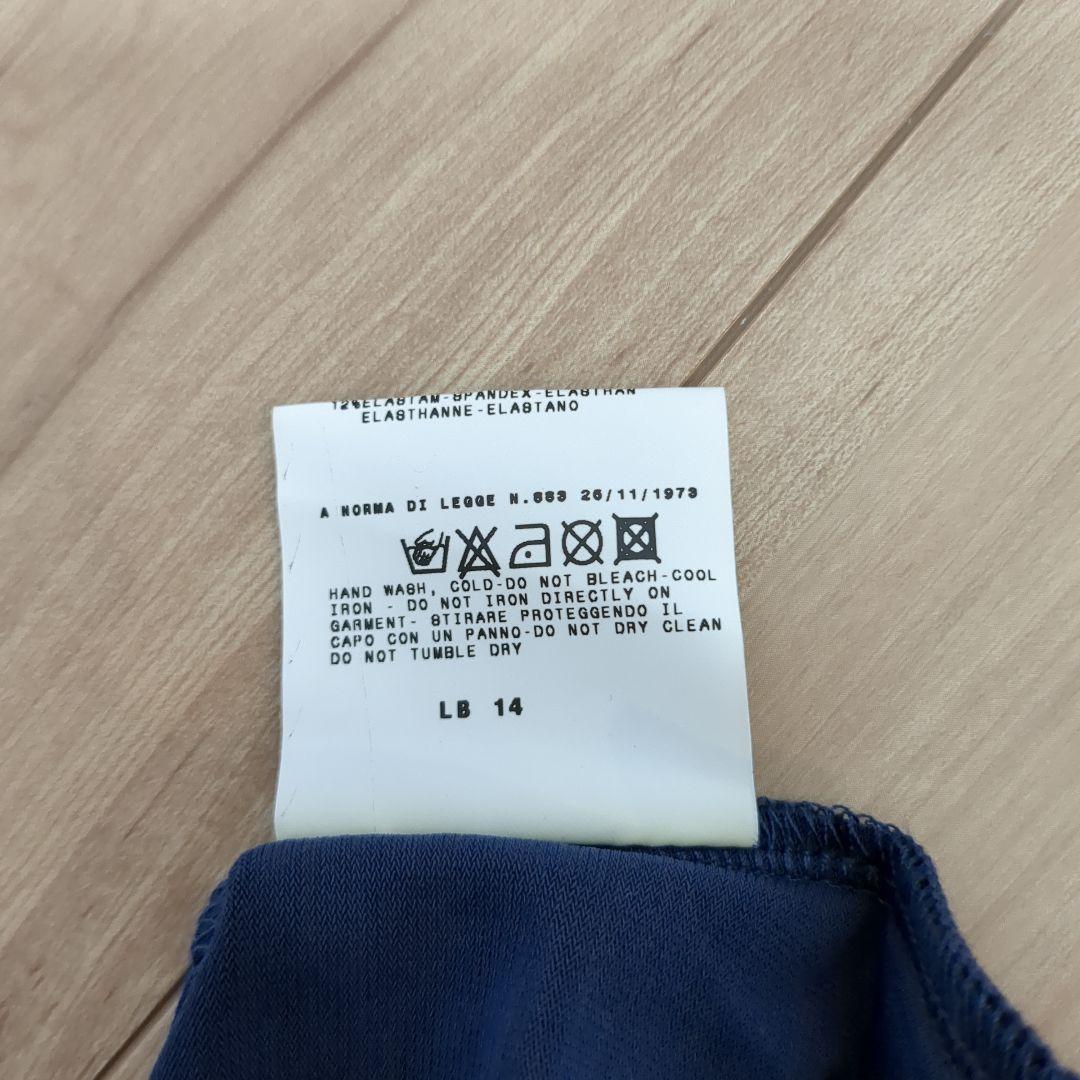 12%ELASTAM-SPANDEX-ELASTHAN
ELASTHANNE-ELASTANO
A NORMA DI LEGGE N.883 26/11/1973
HAND WASH, COLD-DO NOT BLEACH-COOL
IRON - DO NOT IRON DIRECTLY ON
GARMENT- STIRARE PROTEGGENDO IL
CAPO CON UN PANNO-DO NOT DRY CLEAN
DO NOT TUMBLE DRY
LB 14